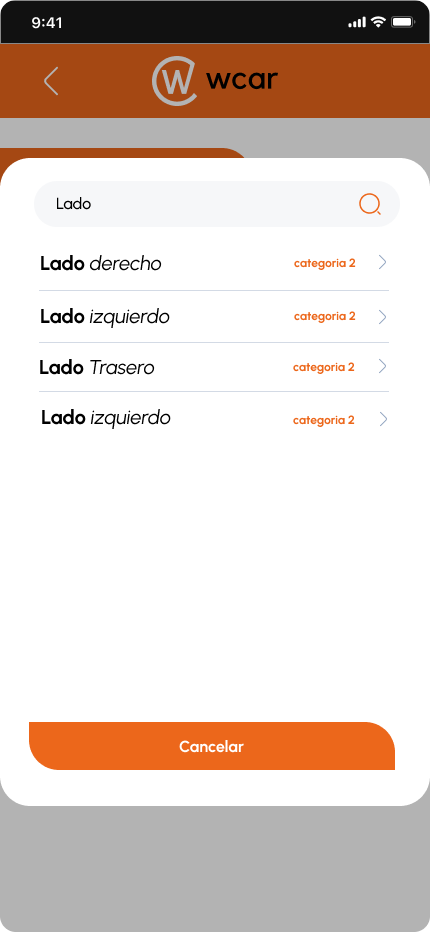 9:41
W wcar
Lado
Lado derecho categoria 2
Lado izquierdo categoria 2
Lado Trasero categoria 2
Lado izquierdo categoria 2
Cancelar